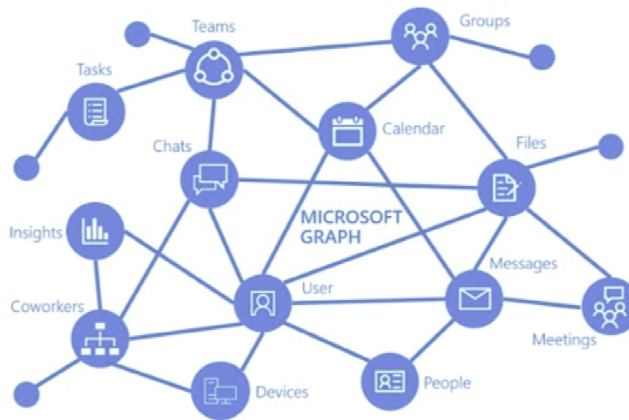 Teams
Groups
Tasks
Calendar
Chats
Files
MICROSOFT
GRAPH
Insights
Messages
User
Coworkers
Meetings
Devices
People